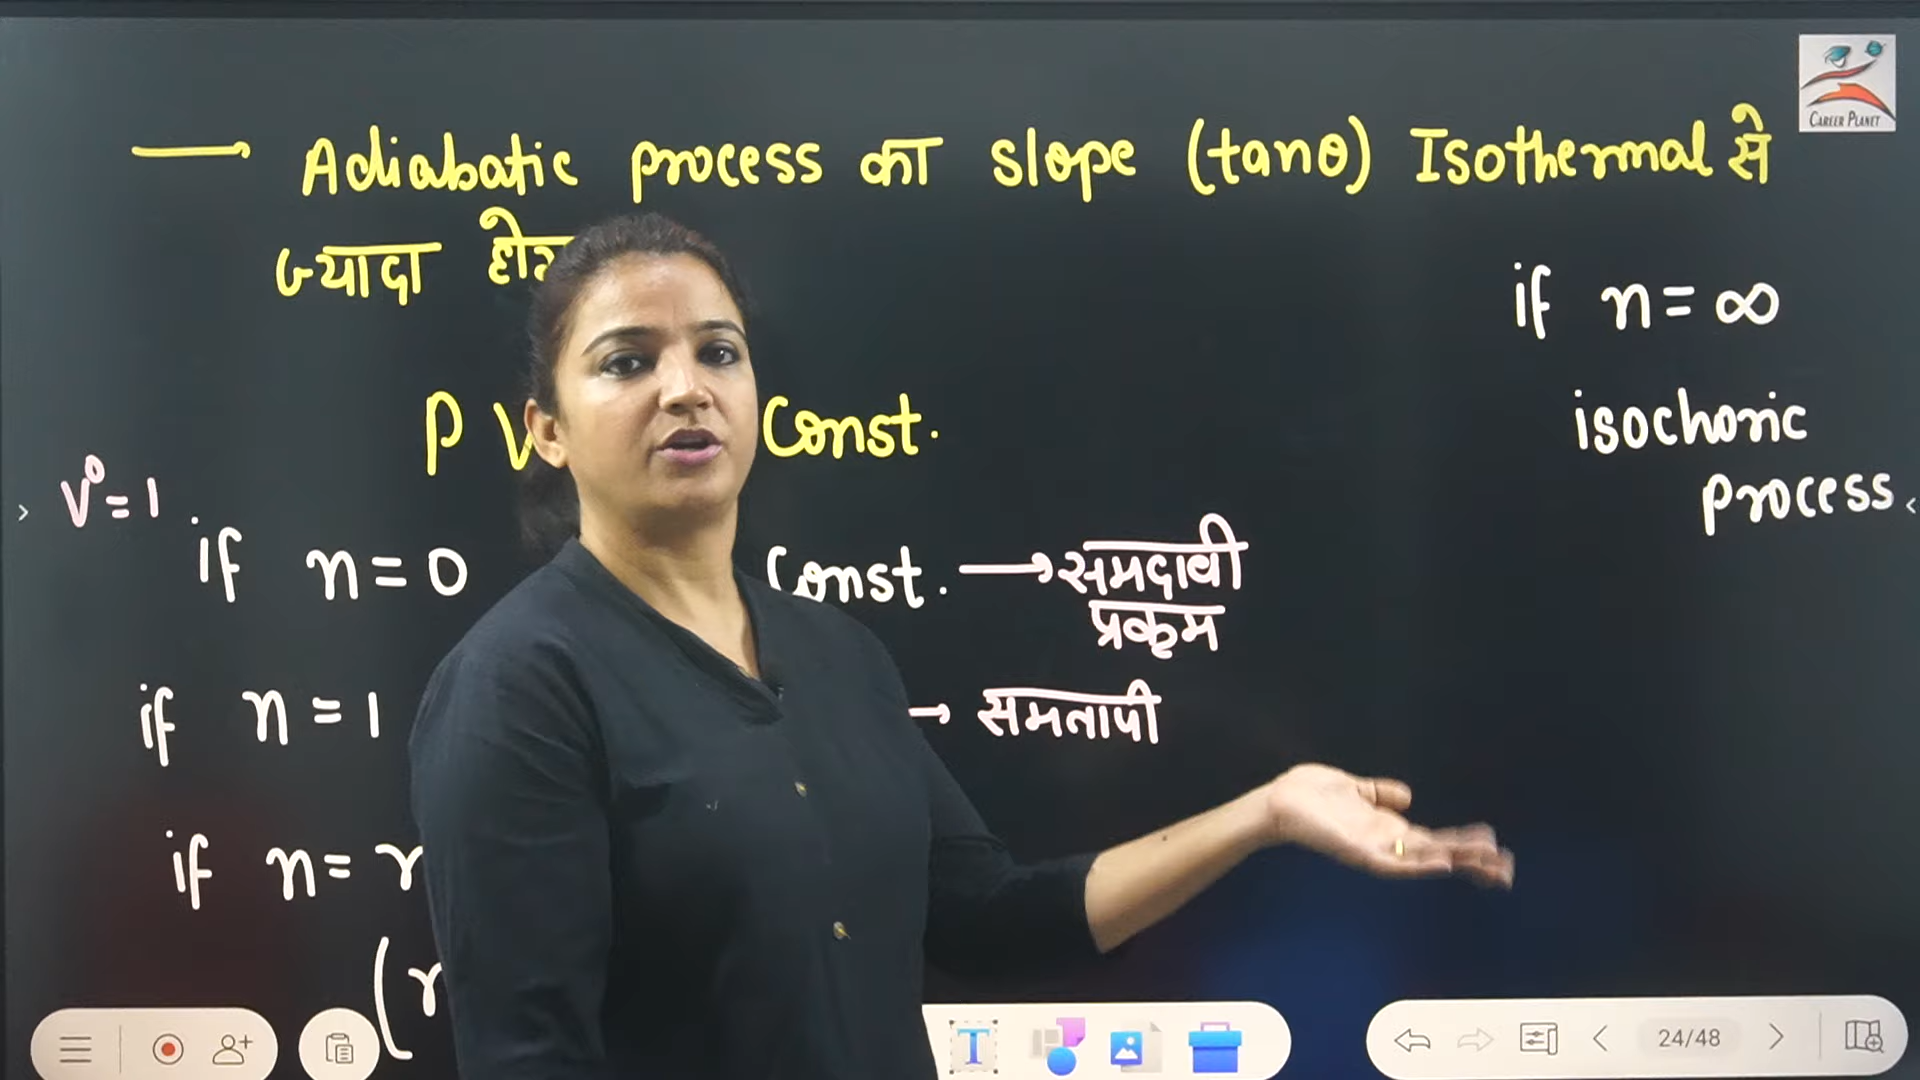 — Adiabatic process का slope (tanθ) Isothermal से
ज्यादा
P V Const.
V⁰ = 1
if n = 0 Const. → समदाबी
प्रक्रम
if n = 1 → समतापी
if n = γ
(γ
if n = ∞
isochoric
process
CAREER PLANET
24/48